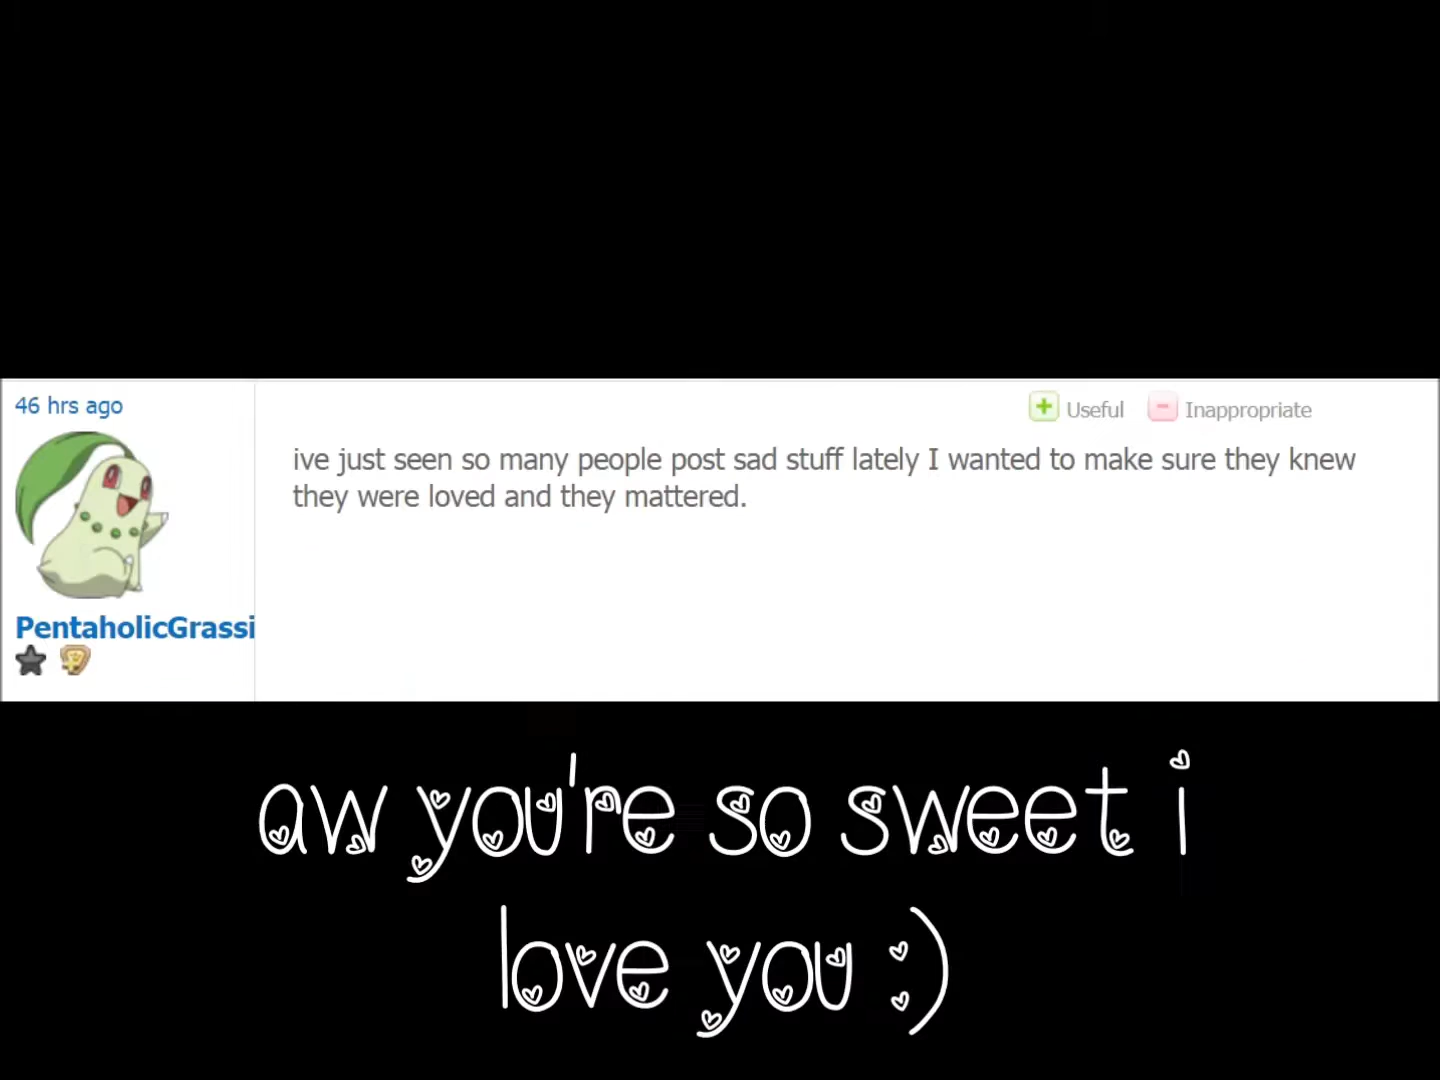 46 hrs ago
Useful
Inappropriate
ive just seen so many people post sad stuff lately I wanted to make sure they knew
they were loved and they mattered.
PentaholicGrassi
aw you're so sweet i
love you :)